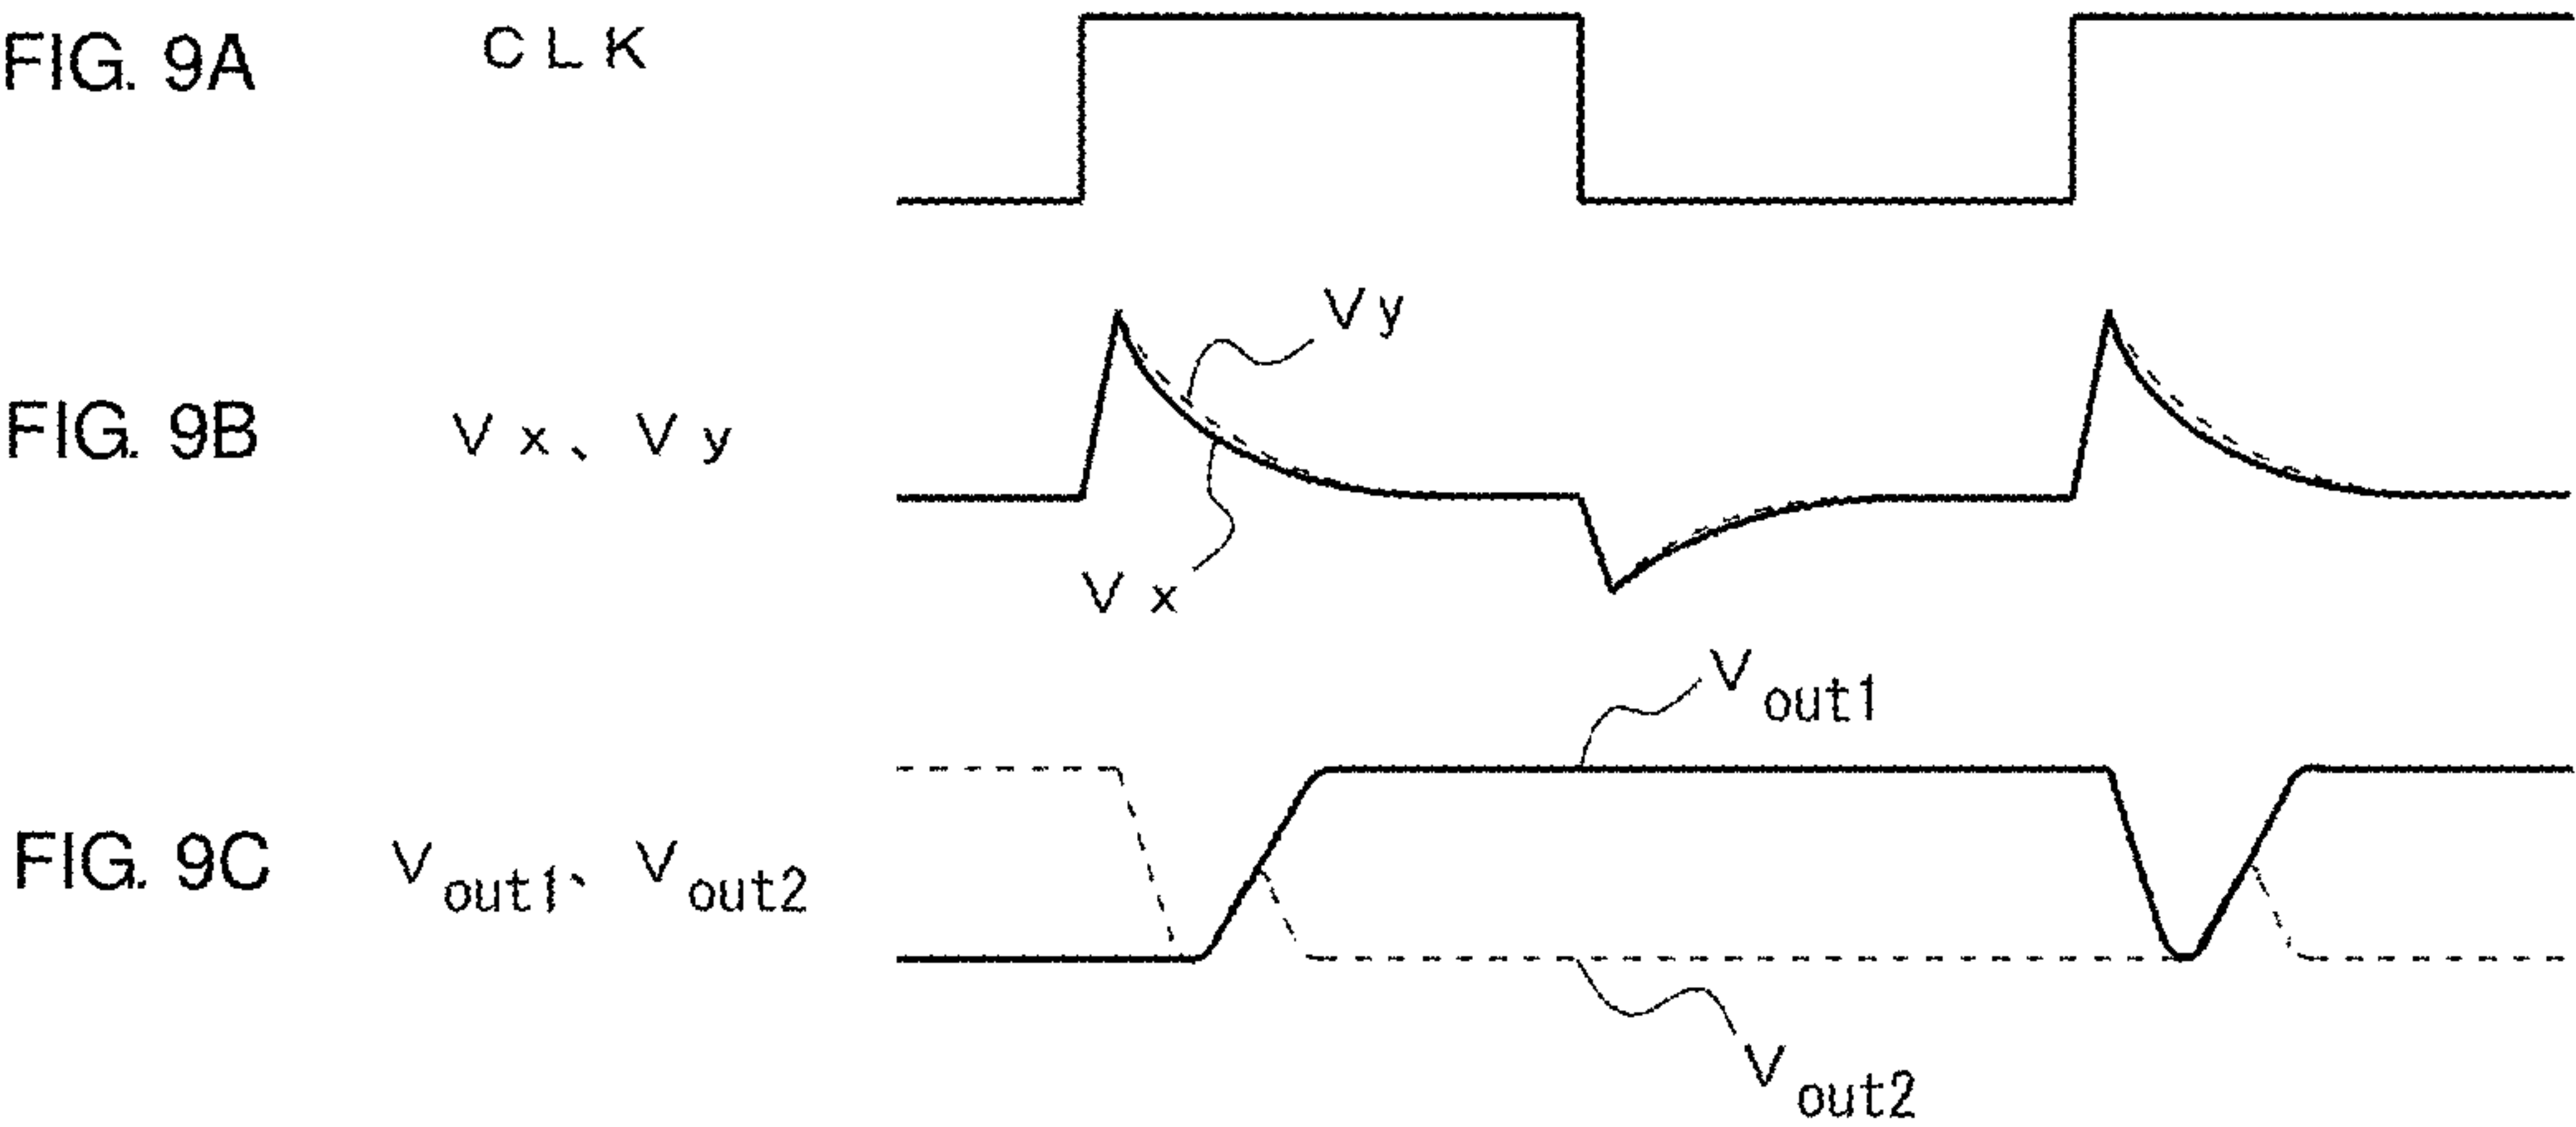 FIG. 9A CLK
Vy
FIG. 9B Vx、Vy
Vx
Vout1
FIG. 9C Vout1、Vout2
Vout2